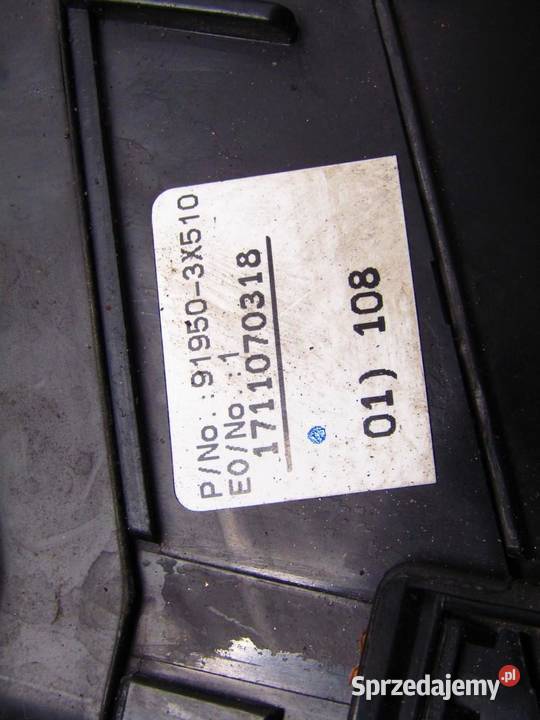 P/No.:91950-3X510
EO/No :1
1711070318
01) 108
Sprzedajemy.pl